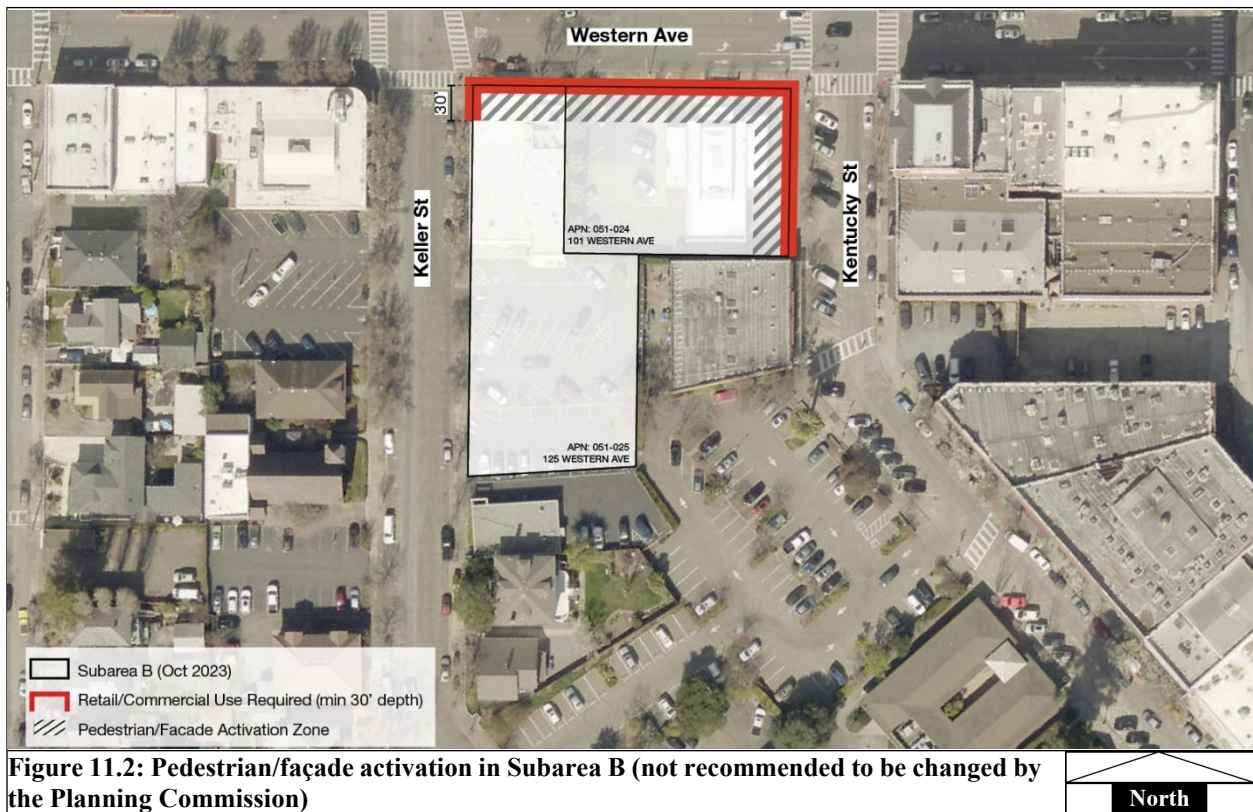 Western Ave
30'
Keller St
Kentucky St
APN: 051-024
101 WESTERN AVE
APN: 051-025
125 WESTERN AVE
Subarea B (Oct 2023)
Retail/Commercial Use Required (min 30' depth)
Pedestrian/Facade Activation Zone
Figure 11.2: Pedestrian/façade activation in Subarea B (not recommended to be changed by
the Planning Commission)
North